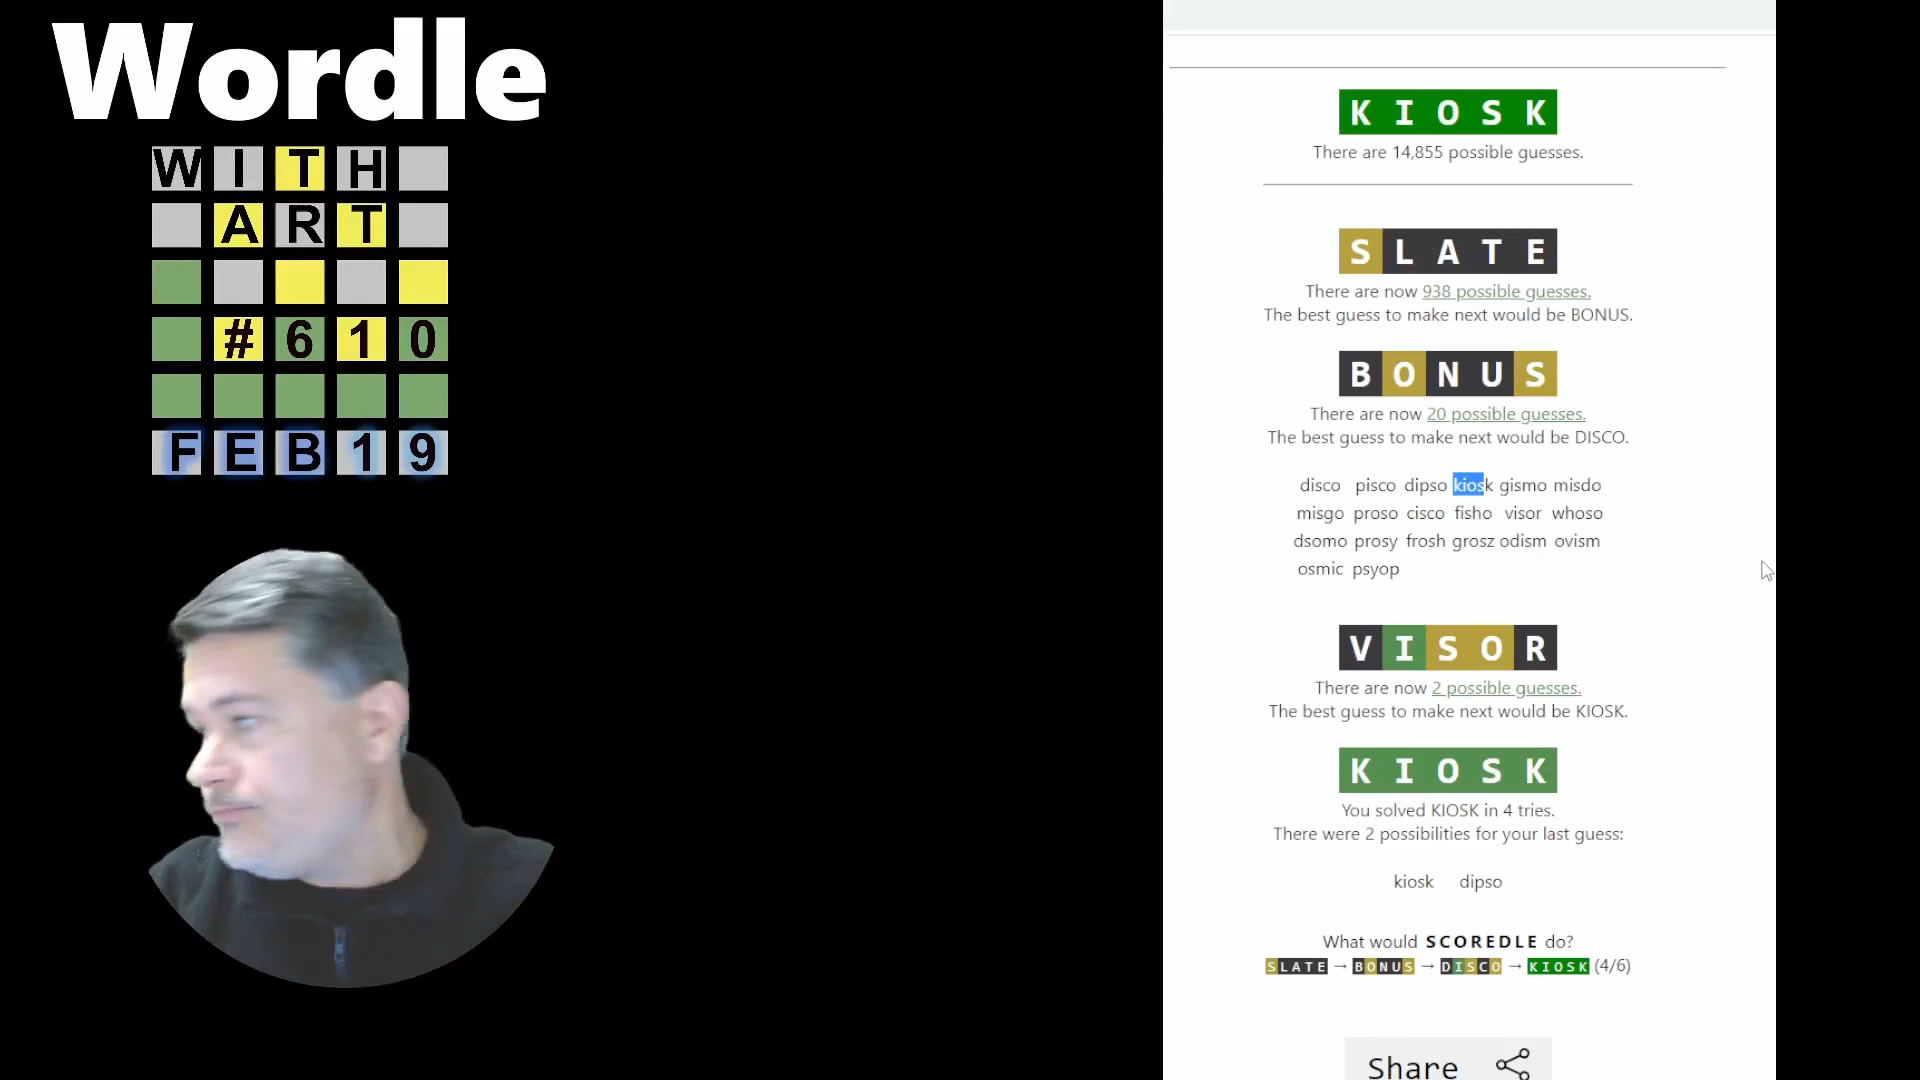 Wordle
WITH
ART
#610
FEB19
KIOSK
There are 14,855 possible guesses.
SLATE
There are now 938 possible guesses.
The best guess to make next would be BONUS.
BONUS
There are now 20 possible guesses.
The best guess to make next would be DISCO.
disco pisco dipso kiosk gismo misdo
misgo proso cisco fisho visor whoso
dsomo prosy frosh grosz odism ovism
osmic psyop
VISOR
There are now 2 possible guesses.
The best guess to make next would be KIOSK.
KIOSK
You solved KIOSK in 4 tries.
There were 2 possibilities for your last guess:
kiosk dipso
What would SCOREDLE do?
SLATE → BONUS → DISCO → KIOSK (4/6)
Share